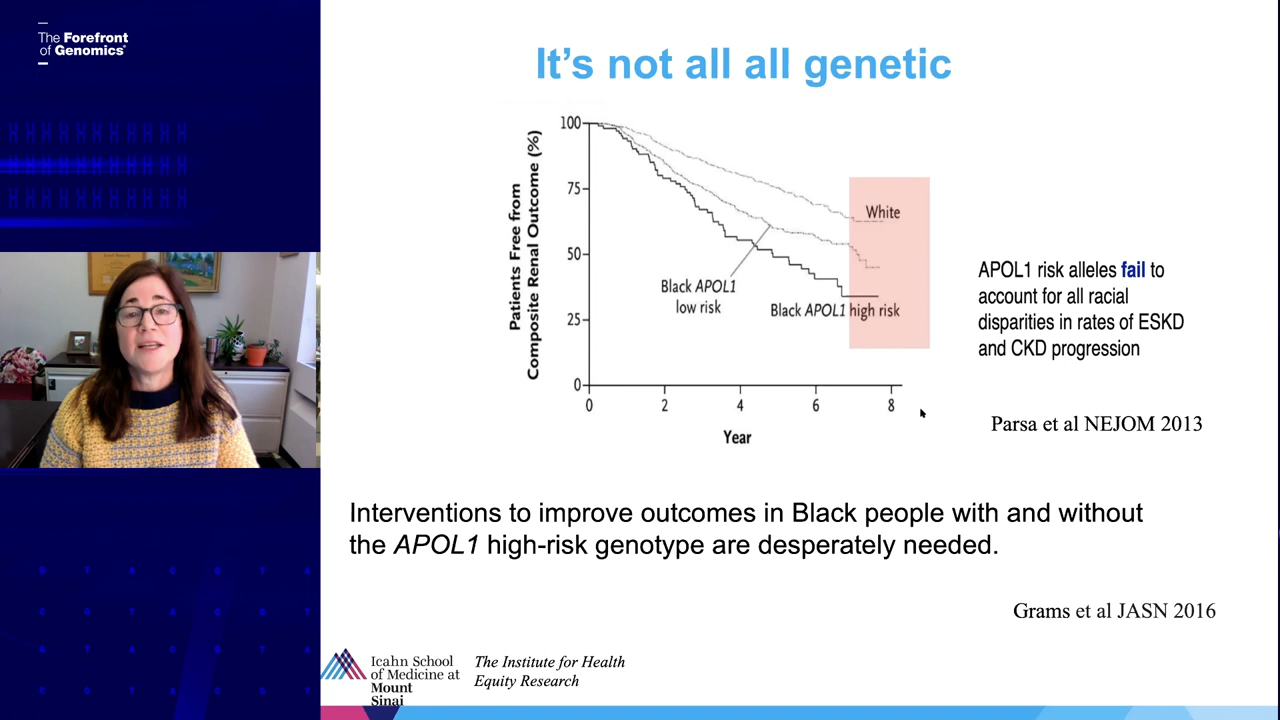 The Forefront
of Genomics®
It's not all all genetic
Patients Free from
Composite Renal Outcome (%)
100
75
50
25
0
White
Black APOL1
low risk
Black APOL1 high risk
0 2 4 6 8
Year
APOL1 risk alleles fail to
account for all racial
disparities in rates of ESKD
and CKD progression
Parsa et al NEJOM 2013
Interventions to improve outcomes in Black people with and without
the APOL1 high-risk genotype are desperately needed.
Grams et al JASN 2016
Icahn School
of Medicine at
Mount
Sinai
The Institute for Health
Equity Research